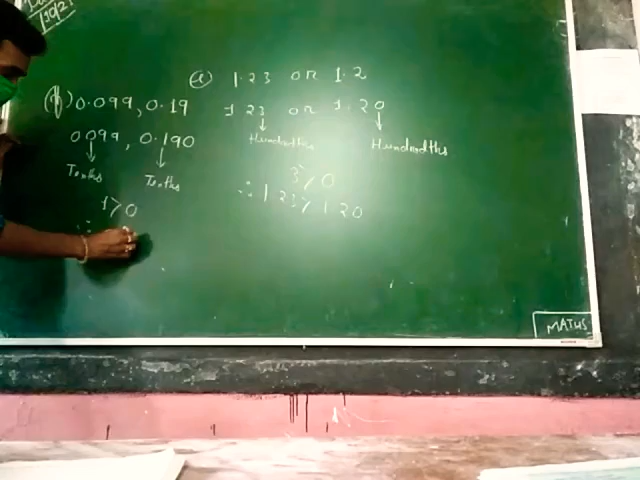 (f) 0.099, 0.19
0.099, 0.190
Tenths Tenths
1>0
∴
(a) 1.23 or 1.2
1.23 or 1.20
Hundredths Hundredths
3>0
∴ 1.23>1.20
MATHS